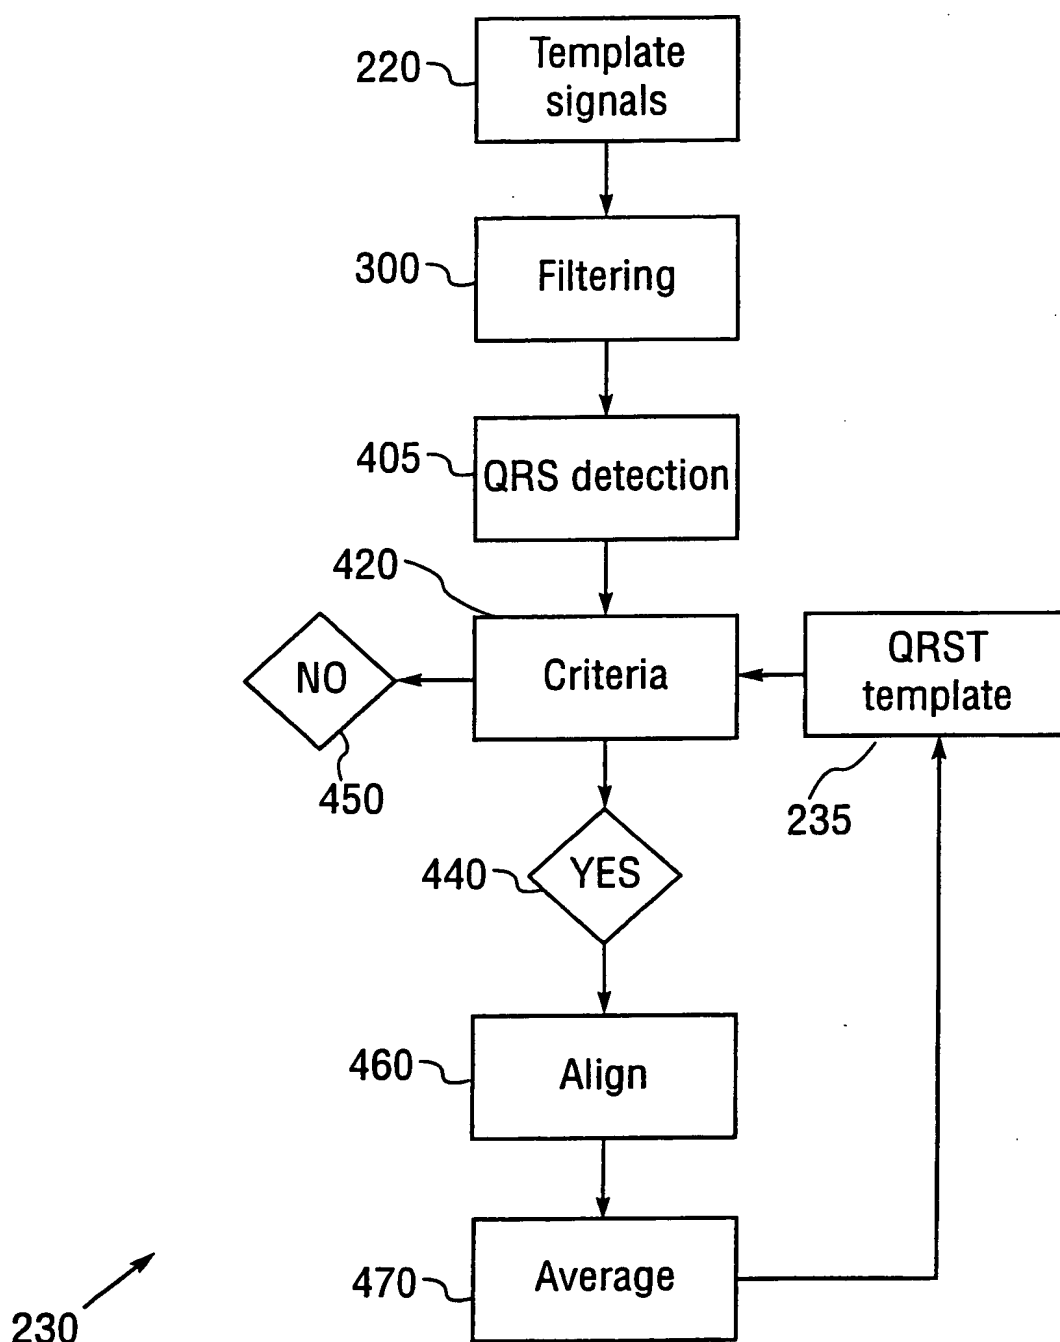 220
Template
signals
300
Filtering
405
QRS detection
420
NO
Criteria
QRST
template
450
235
440
YES
460
Align
470
Average
230